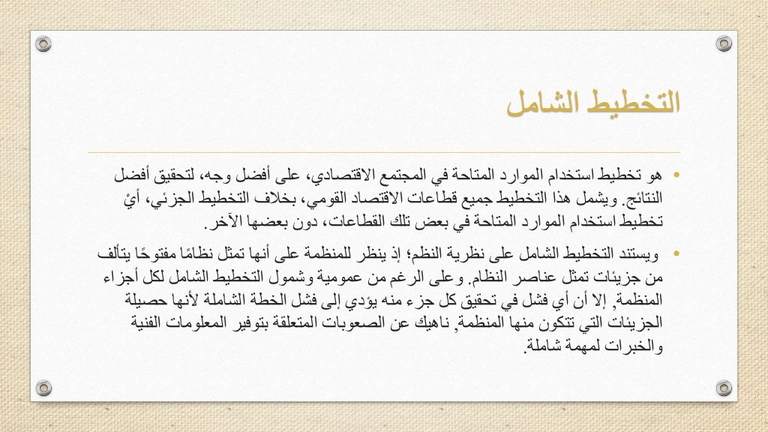 التخطيط الشامل
• هو تخطيط استخدام الموارد المتاحة في المجتمع الاقتصادي، على أفضل وجه، لتحقيق أفضل
النتائج. ويشمل هذا التخطيط جميع قطاعات الاقتصاد القومي، بخلاف التخطيط الجزئي، أيْ
تخطيط استخدام الموارد المتاحة في بعض تلك القطاعات، دون بعضها الآخر.
• ويستند التخطيط الشامل على نظرية النظم؛ إذ ينظر للمنظمة على أنها تمثل نظامًا مفتوحًا يتألف
من جزيئات تمثل عناصر النظام. وعلى الرغم من عمومية وشمول التخطيط الشامل لكل أجزاء
المنظمة, إلا أن أي فشل في تحقيق كل جزء منه يؤدي إلى فشل الخطة الشاملة لأنها حصيلة
الجزيئات التي تتكون منها المنظمة, ناهيك عن الصعوبات المتعلقة بتوفير المعلومات الفنية
والخبرات لمهمة شاملة.